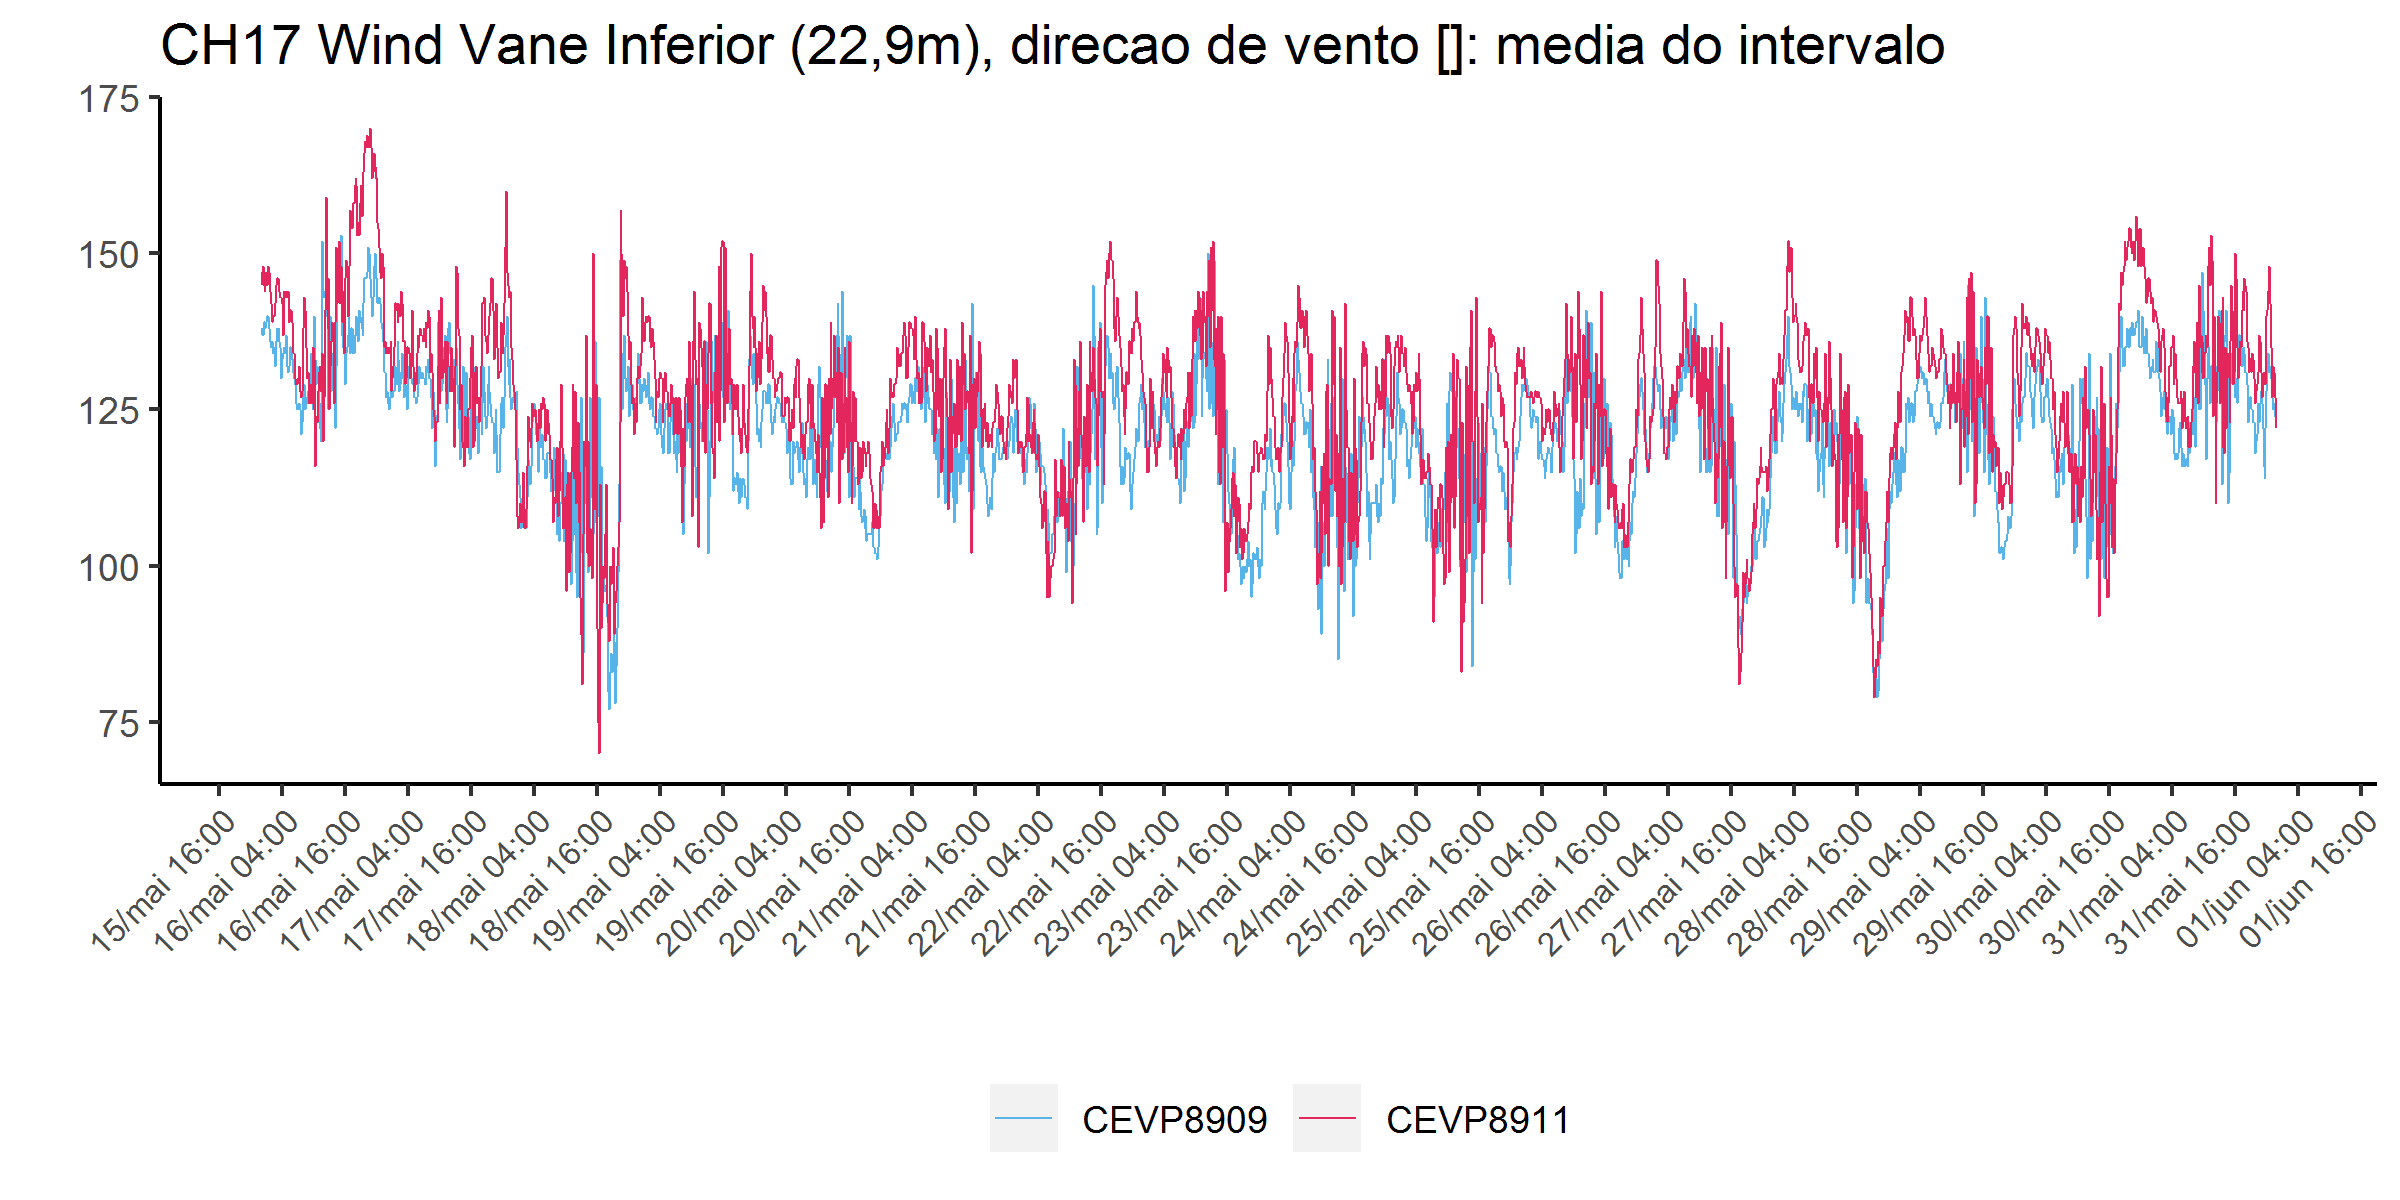 CH17 Wind Vane Inferior (22,9m), direcao de vento []: media do intervalo
175
150
125
100
75
15/mai 16:00
16/mai 04:00
16/mai 16:00
17/mai 04:00
17/mai 16:00
18/mai 04:00
18/mai 16:00
19/mai 04:00
19/mai 16:00
20/mai 04:00
20/mai 16:00
21/mai 04:00
21/mai 16:00
22/mai 04:00
22/mai 16:00
23/mai 04:00
23/mai 16:00
24/mai 04:00
24/mai 16:00
25/mai 04:00
25/mai 16:00
26/mai 04:00
26/mai 16:00
27/mai 04:00
27/mai 16:00
28/mai 04:00
28/mai 16:00
29/mai 04:00
29/mai 16:00
30/mai 04:00
30/mai 16:00
31/mai 04:00
31/mai 16:00
01/jun 04:00
01/jun 16:00
CEVP8909
CEVP8911